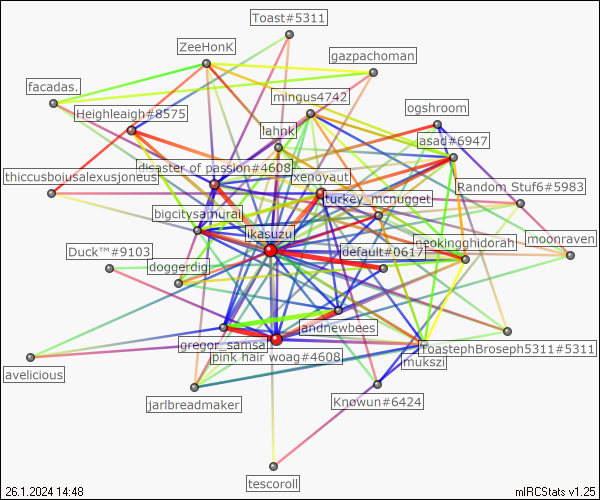 Toast#5311
ZeeHonK
gazpachoman
facadas.
mingus4742
ogshroom
Heighleigh#8575
lahnk
asad#6947
disaster of passion#4608
xenoyaut
thiccusboiusalexusjoneus
Random Stuf6#5983
turkey_mcnugget
bigcitysamurai
ikasuzu
neokingghidorah
moonraven
Duck™#9103
default#0617
doggerdig
andnewbees
gregor_samsa
ToastephBroseph5311#5311
pink hair woag#4608
mukszi
avelicious
jarlbreadmaker
Knowun#6424
tescoroll
26.1.2024 14:48
mIRCStats v1.25